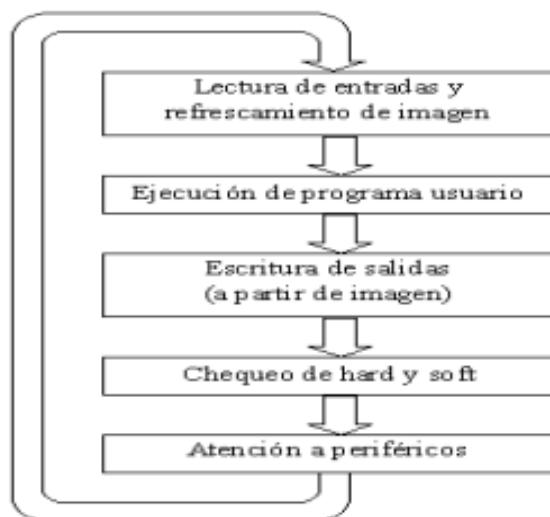 Lectura de entradas y
refrescamiento de imagen
Ejecución de programa usuario
Escritura de salidas
(a partir de imagen)
Chequeo de hard y soft
Atención a periféricos